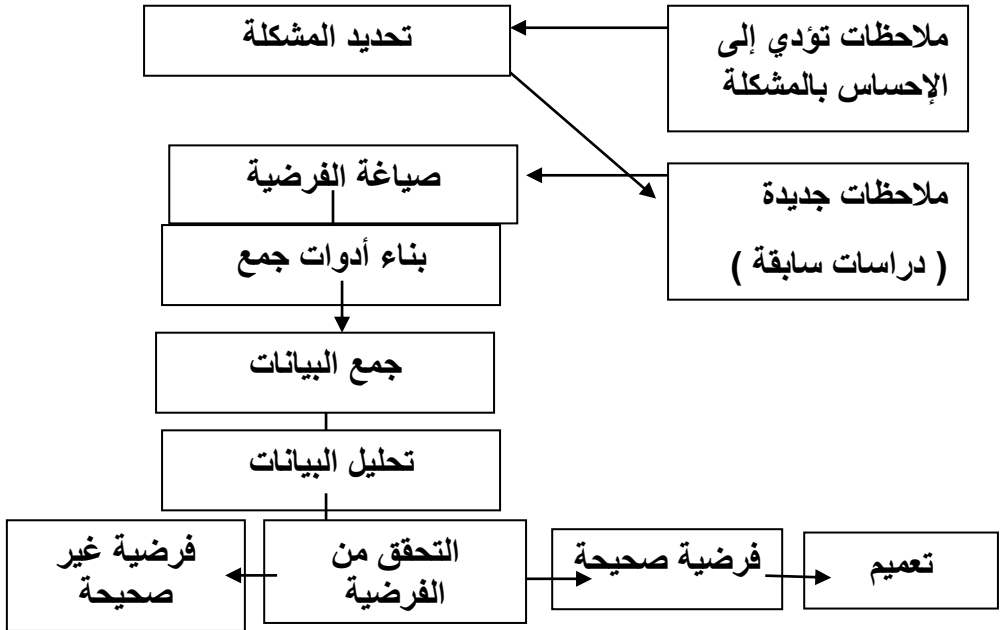 ملاحظات تؤدي إلى
الإحساس بالمشكلة
تحديد المشكلة
ملاحظات جديدة
( دراسات سابقة )
صياغة الفرضية
بناء أدوات جمع
جمع البيانات
تحليل البيانات
التحقق من
الفرضية
فرضية صحيحة
تعميم
فرضية غير
صحيحة